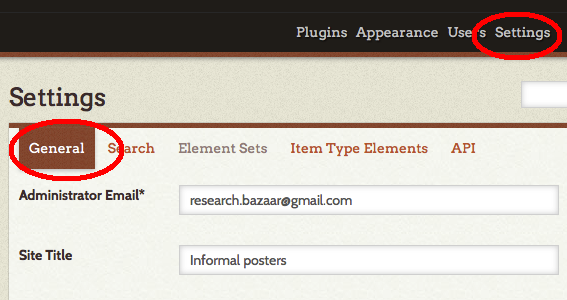 Plugins Appearance Users Settings
Settings
General Search Element Sets Item Type Elements API
Administrator Email* research.bazaar@gmail.com
Site Title Informal posters